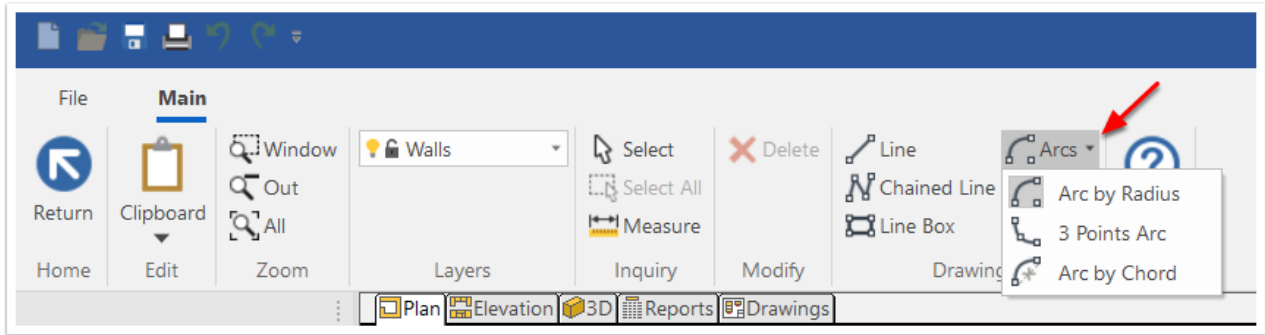 File Main
Window Walls Select Delete Line Arcs
Out Select All Chained Line Arc by Radius
Return Clipboard All Measure Line Box 3 Points Arc
Home Edit Zoom Layers Inquiry Modify Drawing Arc by Chord
Plan Elevation 3D Reports Drawings